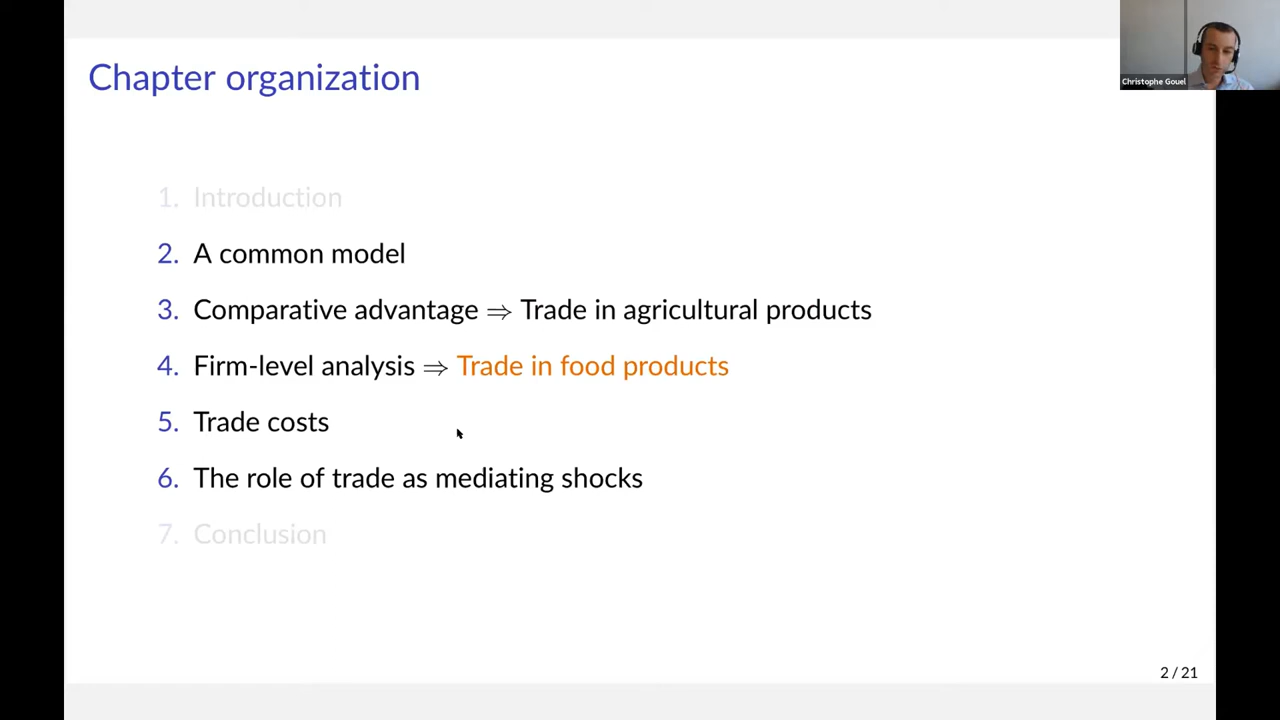 Chapter organization
Christophe Gouel
1. Introduction
2. A common model
3. Comparative advantage ⇒ Trade in agricultural products
4. Firm-level analysis ⇒ Trade in food products
5. Trade costs
6. The role of trade as mediating shocks
7. Conclusion
2 / 21